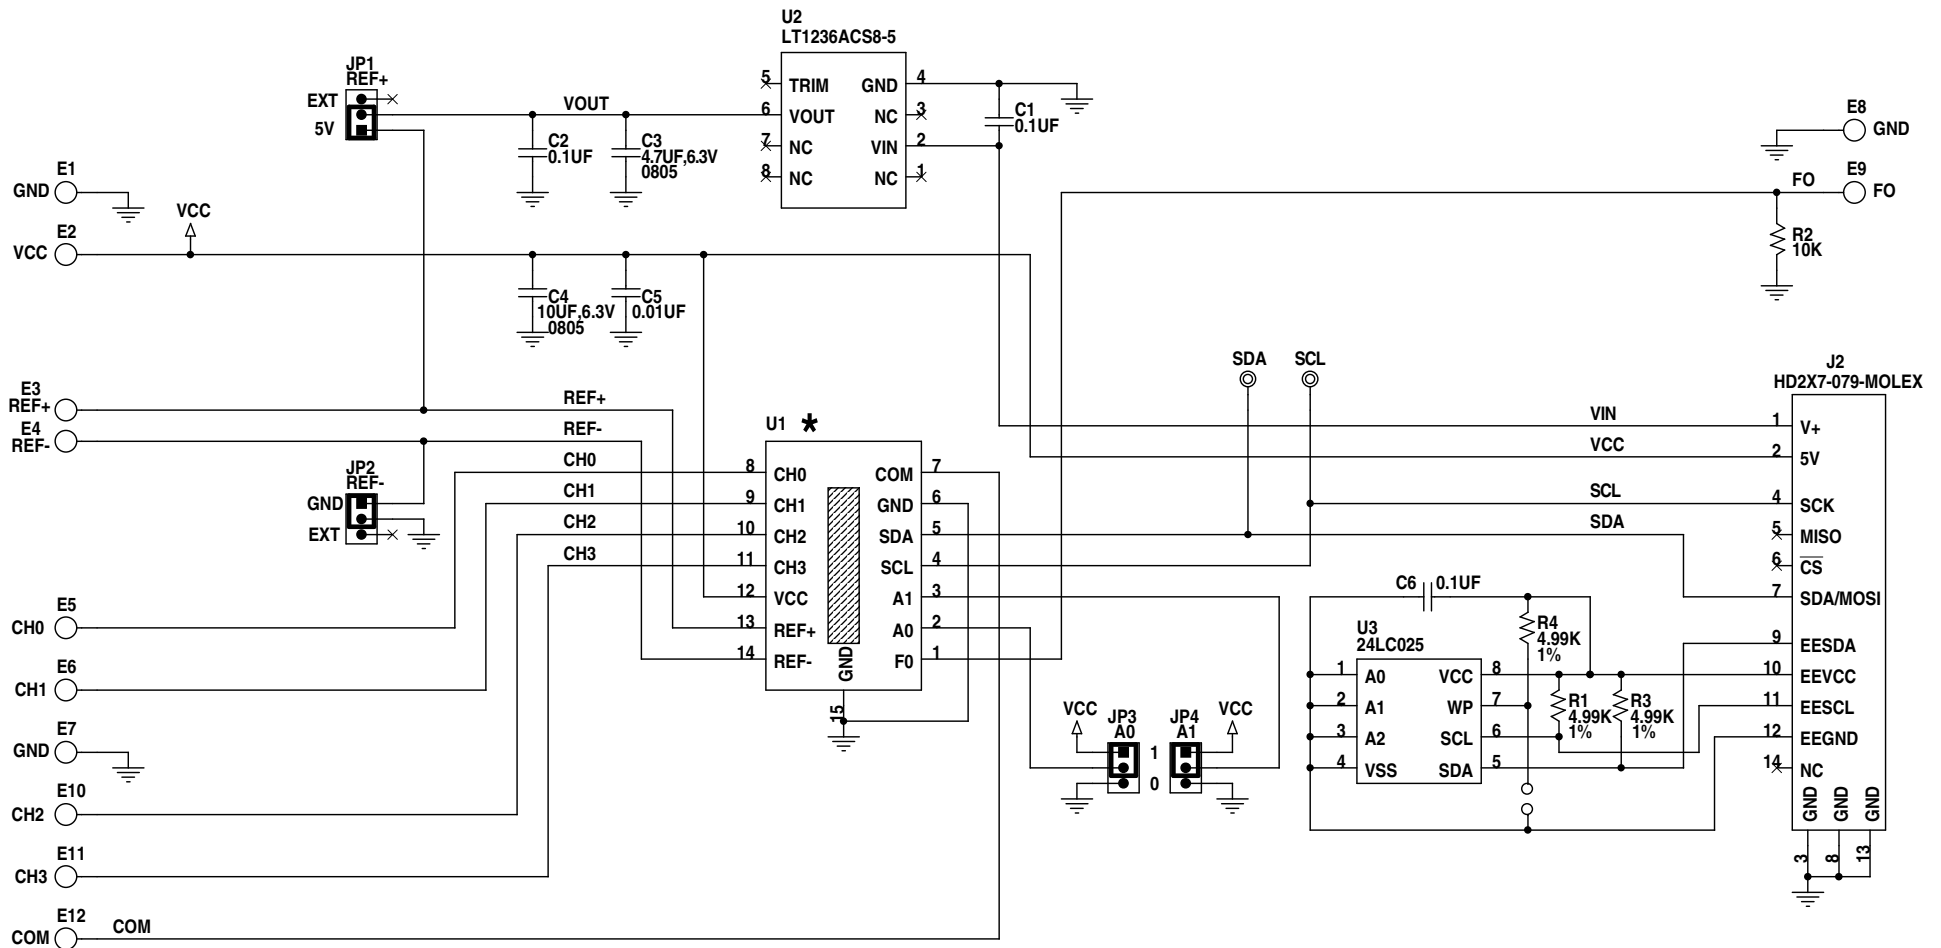 U2
LT1236ACS8-5
5 TRIM GND 4
6 VOUT NC 3
7 NC VIN 2
8 NC NC 1
JP1
REF+
EXT
5V
VOUT
C2
0.1UF
C3
4.7UF,6.3V
0805
C1
0.1UF
E8
GND
E9
FO
FO
R2
10K
E1
GND
VCC
E2
VCC
C4
10UF,6.3V
0805
C5
0.01UF
E3
REF+
E4
REF-
REF+
REF-
JP2
REF-
GND
EXT
CH0
CH1
CH2
CH3
U1 *
8 CH0 COM 7
9 CH1 GND 6
10 CH2 SDA 5
11 CH3 SCL 4
12 VCC A1 3
13 REF+ A0 2
14 REF- F0 1
GND
15
SDA
SCL
VIN
VCC
SCL
SDA
J2
HD2X7-079-MOLEX
1 V+
2 5V
4 SCK
5 MISO
6 CS
7 SDA/MOSI
9 EESDA
10 EEVCC
11 EESCL
12 EEGND
14 NC
GND GND GND
3 8 13
C6 0.1UF
U3
24LC025
1 A0 VCC 8
2 A1 WP 7
3 A2 SCL 6
4 VSS SDA 5
R4
4.99K
1%
R1
4.99K
1%
R3
4.99K
1%
VCC
JP3
A0
JP4
A1
VCC
1
0
E5
CH0
E6
CH1
E7
GND
E10
CH2
E11
CH3
E12
COM
COM